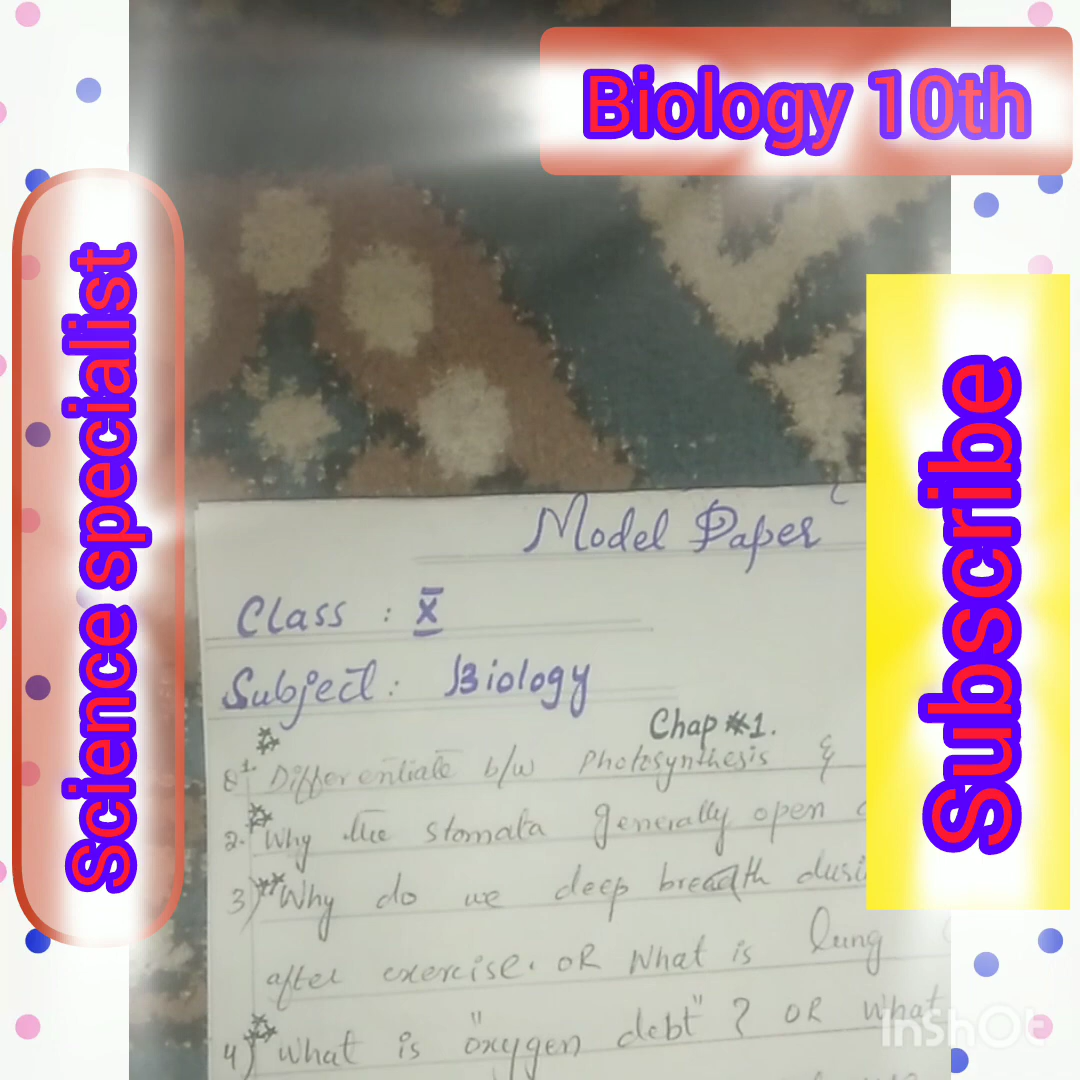 Biology 10th
Science specialist
Subscribe
Model Paper
Class : X
Subject : Biology
Chap #1.
Q1 Differentiate b/w Photosynthesis &
2. Why the stomata generally open
3) Why do we deep breadth
after exercise. OR What is lung
4) What is "oxygen debt" ? OR What
InShOt